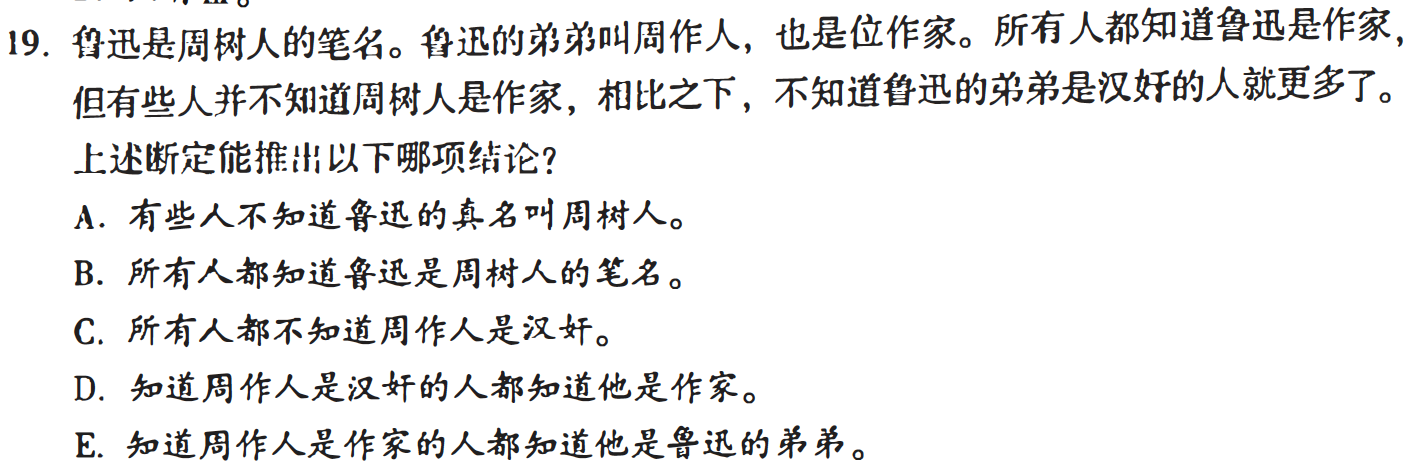 19. 鲁迅是周树人的笔名。鲁迅的弟弟叫周作人，也是位作家。所有人都知道鲁迅是作家，
但有些人并不知道周树人是作家，相比之下，不知道鲁迅的弟弟是汉奸的人就更多了。
上述断定能推出以下哪项结论？
A. 有些人不知道鲁迅的真名叫周树人。
B. 所有人都知道鲁迅是周树人的笔名。
C. 所有人都不知道周作人是汉奸。
D. 知道周作人是汉奸的人都知道他是作家。
E. 知道周作人是作家的人都知道他是鲁迅的弟弟。